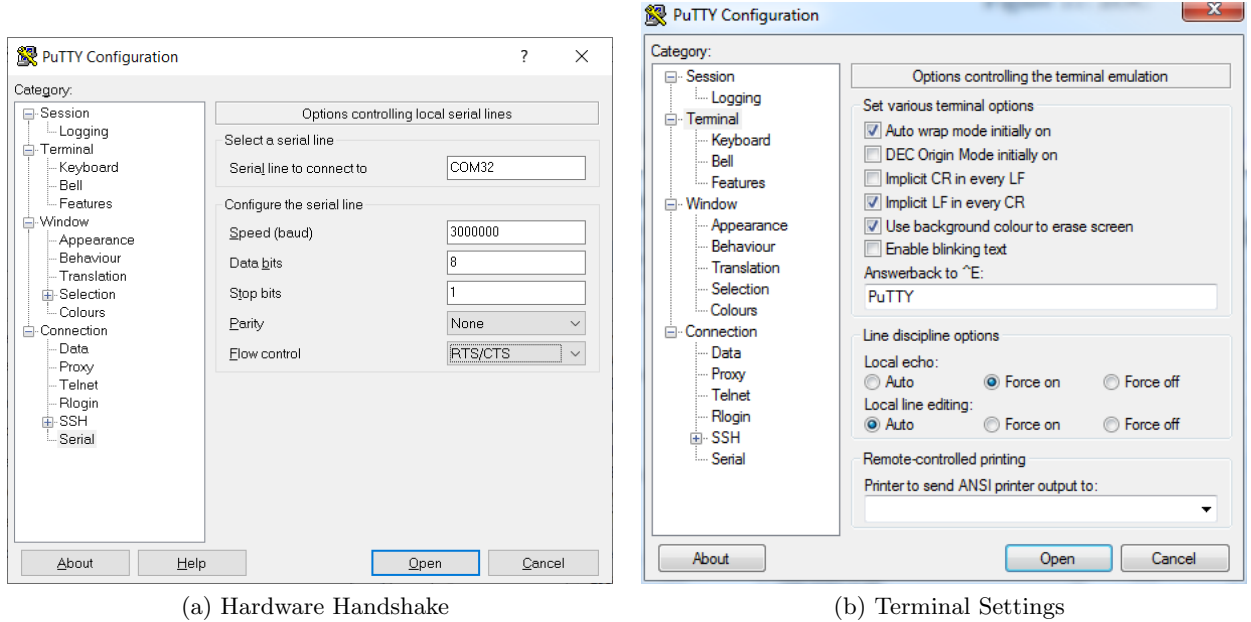 PuTTY Configuration
?
Category:
Session
Logging
Terminal
Keyboard
Bell
Features
Window
Appearance
Behaviour
Translation
Selection
Colours
Connection
Data
Proxy
Telnet
Rlogin
SSH
Serial
Options controlling local serial lines
Select a serial line
Serial line to connect to COM32
Configure the serial line
Speed (baud) 3000000
Data bits 8
Stop bits 1
Parity None
Flow control RTS/CTS
About Help Open Cancel
(a) Hardware Handshake
PuTTY Configuration
Category:
Session
Logging
Terminal
Keyboard
Bell
Features
Window
Appearance
Behaviour
Translation
Selection
Colours
Connection
Data
Proxy
Telnet
Rlogin
SSH
Serial
Options controlling the terminal emulation
Set various terminal options
Auto wrap mode initially on
DEC Origin Mode initially on
Implicit CR in every LF
Implicit LF in every CR
Use background colour to erase screen
Enable blinking text
Answerback to ^E:
PuTTY
Line discipline options
Local echo:
Auto Force on Force off
Local line editing:
Auto Force on Force off
Remote-controlled printing
Printer to send ANSI printer output to:
About Open Cancel
(b) Terminal Settings